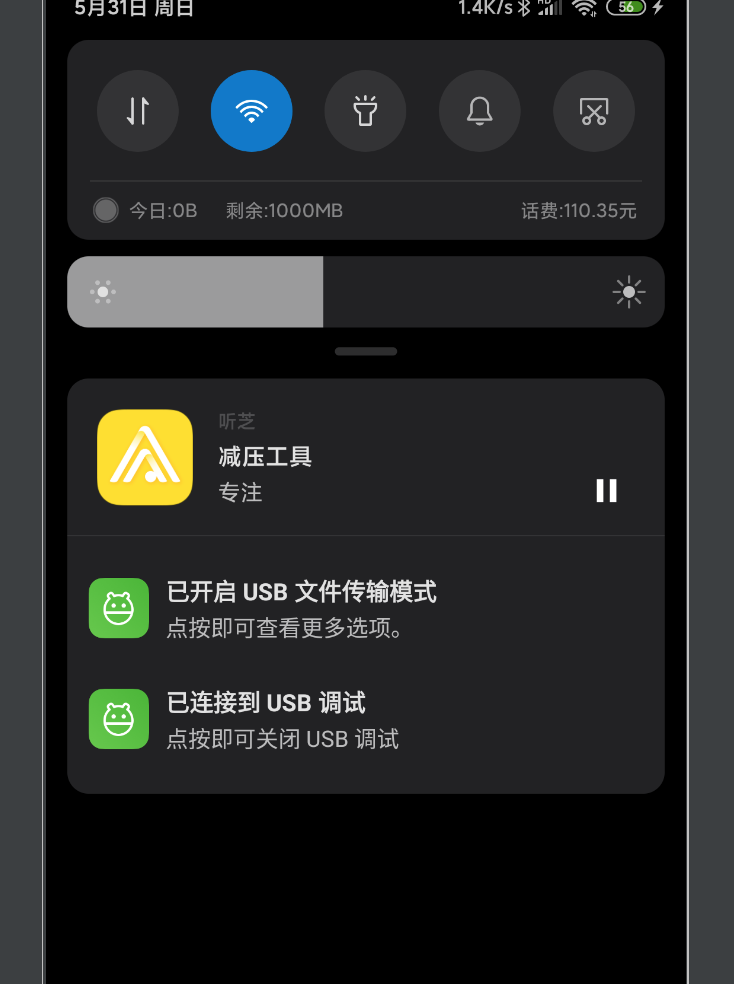 5月31日 周日
1.4K/s
HD
56
今日:0B 剩余:1000MB 话费:110.35元
听芝
减压工具
专注
已开启 USB 文件传输模式
点按即可查看更多选项。
已连接到 USB 调试
点按即可关闭 USB 调试